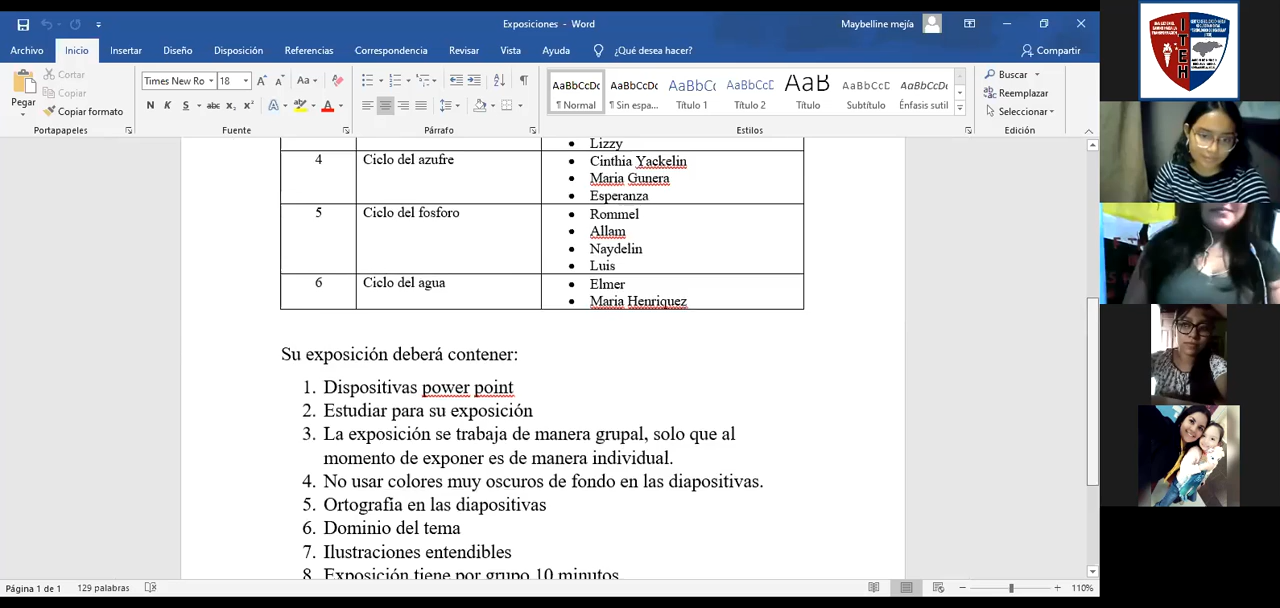 Exposiciones - Word
Maybelline mejía
Archivo Inicio Insertar Diseño Disposición Referencias Correspondencia Revisar Vista Ayuda ¿Qué desea hacer? Compartir
Pegar
Cortar
Copiar
Copiar formato
Portapapeles
Times New Ro 18
N K S abc x₂ x²
Fuente
Párrafo
AaBbCcDc AaBbCcDc AaBbC AaBbCc AaB AaBbCcD AaBbCcDc
¶ Normal ¶ Sin espa... Título 1 Título 2 Título Subtítulo Énfasis sutil
Estilos
Buscar
Reemplazar
Seleccionar
Edición
ITEH
• Lizzy
4 Ciclo del azufre • Cinthia Yackelin
• Maria Gunera
• Esperanza
5 Ciclo del fosforo • Rommel
• Allam
• Naydelin
• Luis
6 Ciclo del agua • Elmer
• Maria Henriquez
Su exposición deberá contener:
1. Dispositivas power point
2. Estudiar para su exposición
3. La exposición se trabaja de manera grupal, solo que al
momento de exponer es de manera individual.
4. No usar colores muy oscuros de fondo en las diapositivas.
5. Ortografía en las diapositivas
6. Dominio del tema
7. Ilustraciones entendibles
8. Exposición tiene por grupo 10 minutos
Página 1 de 1 129 palabras 110%